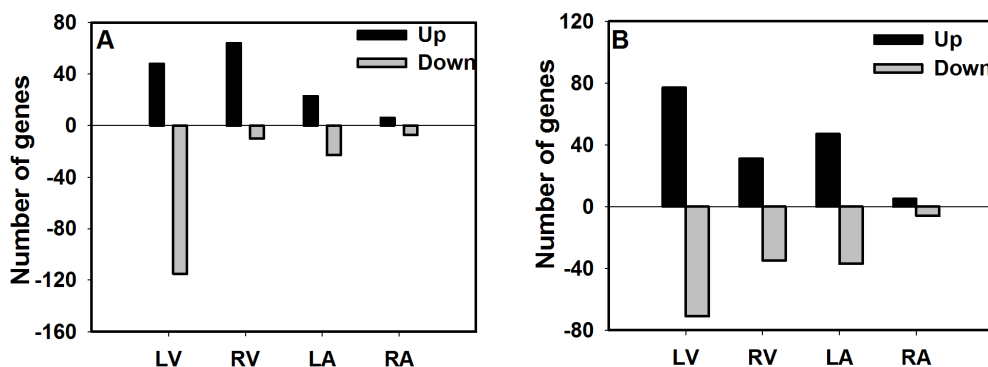 A
Up
Down
80
40
0
-40
-80
-120
-160
Number of genes
LV RV LA RA
B
Up
Down
120
80
40
0
-40
-80
Number of genes
LV RV LA RA